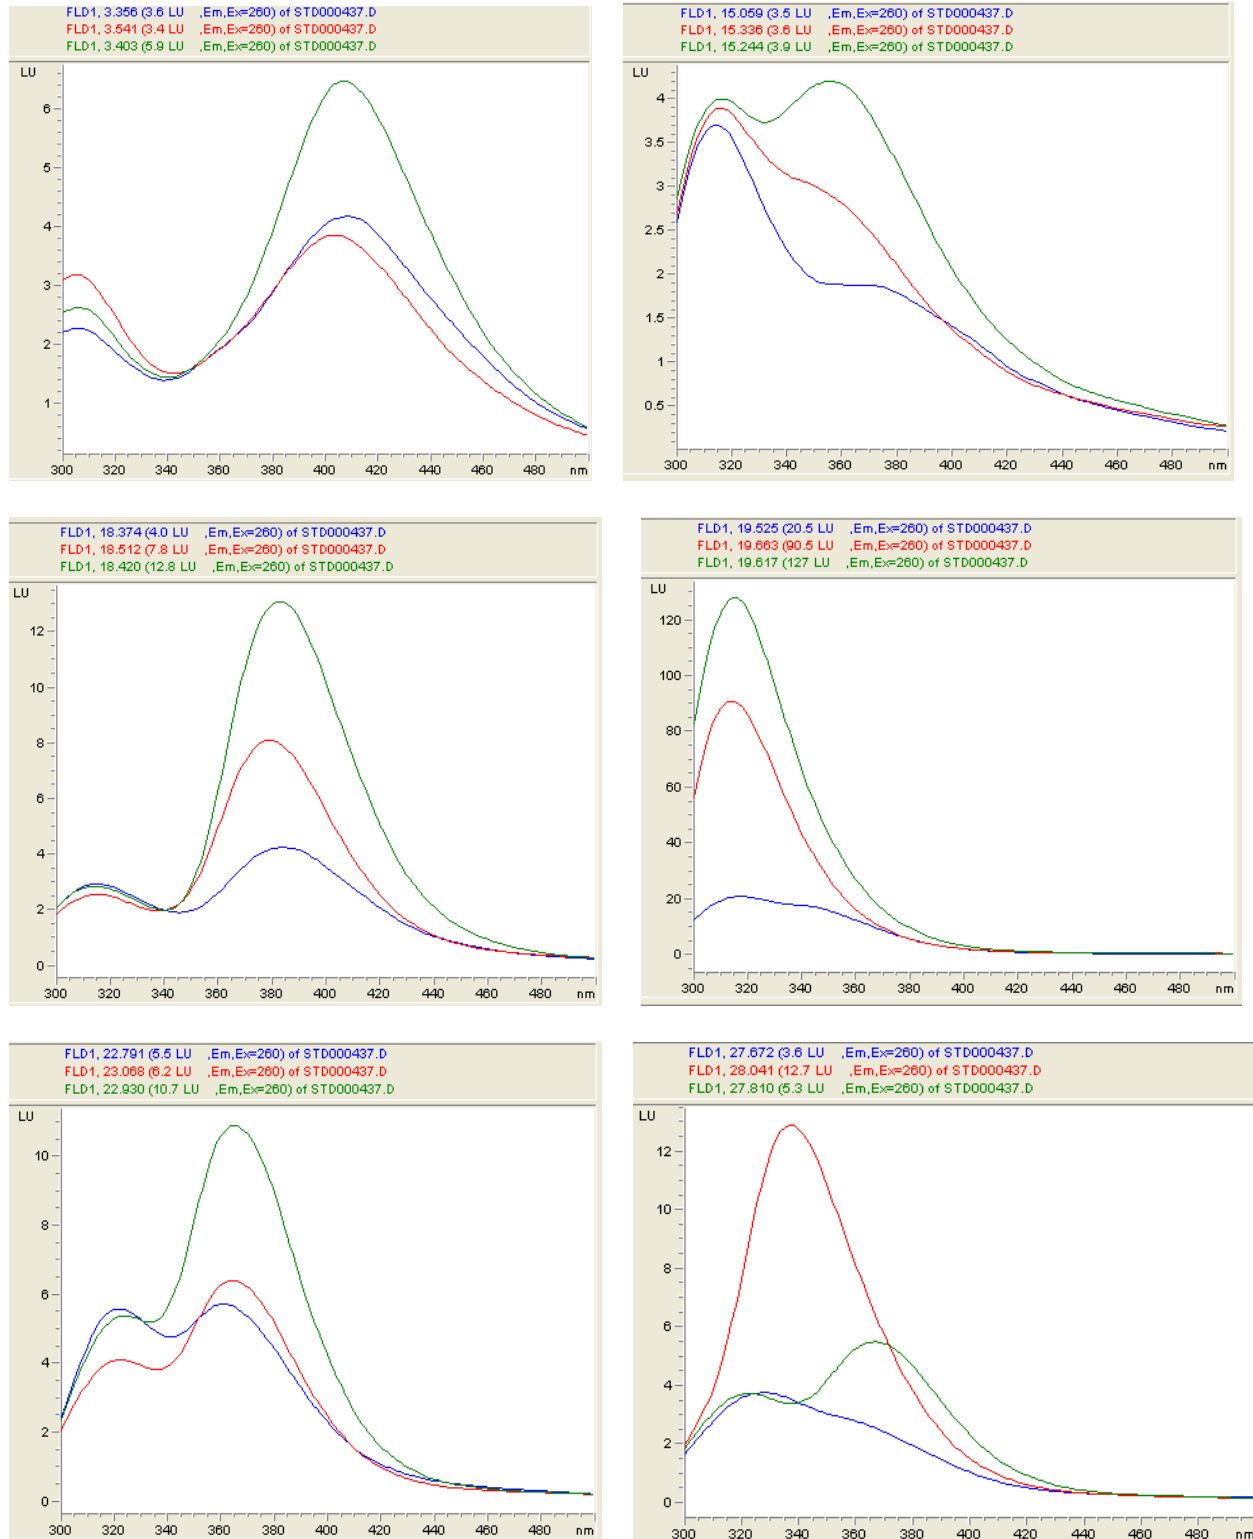 FLD1, 3.356 (3.6 LU ,Em,Ex=260) of STD000437.D
FLD1, 3.541 (3.4 LU ,Em,Ex=260) of STD000437.D
FLD1, 3.403 (5.9 LU ,Em,Ex=260) of STD000437.D
LU
6
5
4
3
2
1
300 320 340 360 380 400 420 440 460 480 nm
FLD1, 15.059 (3.5 LU ,Em,Ex=260) of STD000437.D
FLD1, 15.336 (3.6 LU ,Em,Ex=260) of STD000437.D
FLD1, 15.244 (3.9 LU ,Em,Ex=260) of STD000437.D
LU
4
3.5
3
2.5
2
1.5
1
0.5
300 320 340 360 380 400 420 440 460 480 nm
FLD1, 18.374 (4.0 LU ,Em,Ex=260) of STD000437.D
FLD1, 18.512 (7.8 LU ,Em,Ex=260) of STD000437.D
FLD1, 18.420 (12.8 LU ,Em,Ex=260) of STD000437.D
LU
12
10
8
6
4
2
0
300 320 340 360 380 400 420 440 460 480 nm
FLD1, 19.525 (20.5 LU ,Em,Ex=260) of STD000437.D
FLD1, 19.663 (90.5 LU ,Em,Ex=260) of STD000437.D
FLD1, 19.617 (127 LU ,Em,Ex=260) of STD000437.D
LU
120
100
80
60
40
20
0
300 320 340 360 380 400 420 440 460 480 nm
FLD1, 22.791 (5.5 LU ,Em,Ex=260) of STD000437.D
FLD1, 23.068 (6.2 LU ,Em,Ex=260) of STD000437.D
FLD1, 22.930 (10.7 LU ,Em,Ex=260) of STD000437.D
LU
10
8
6
4
2
0
300 320 340 360 380 400 420 440 460 480 nm
FLD1, 27.672 (3.6 LU ,Em,Ex=260) of STD000437.D
FLD1, 28.041 (12.7 LU ,Em,Ex=260) of STD000437.D
FLD1, 27.810 (5.3 LU ,Em,Ex=260) of STD000437.D
LU
12
10
8
6
4
2
0
300 320 340 360 380 400 420 440 460 480 nm